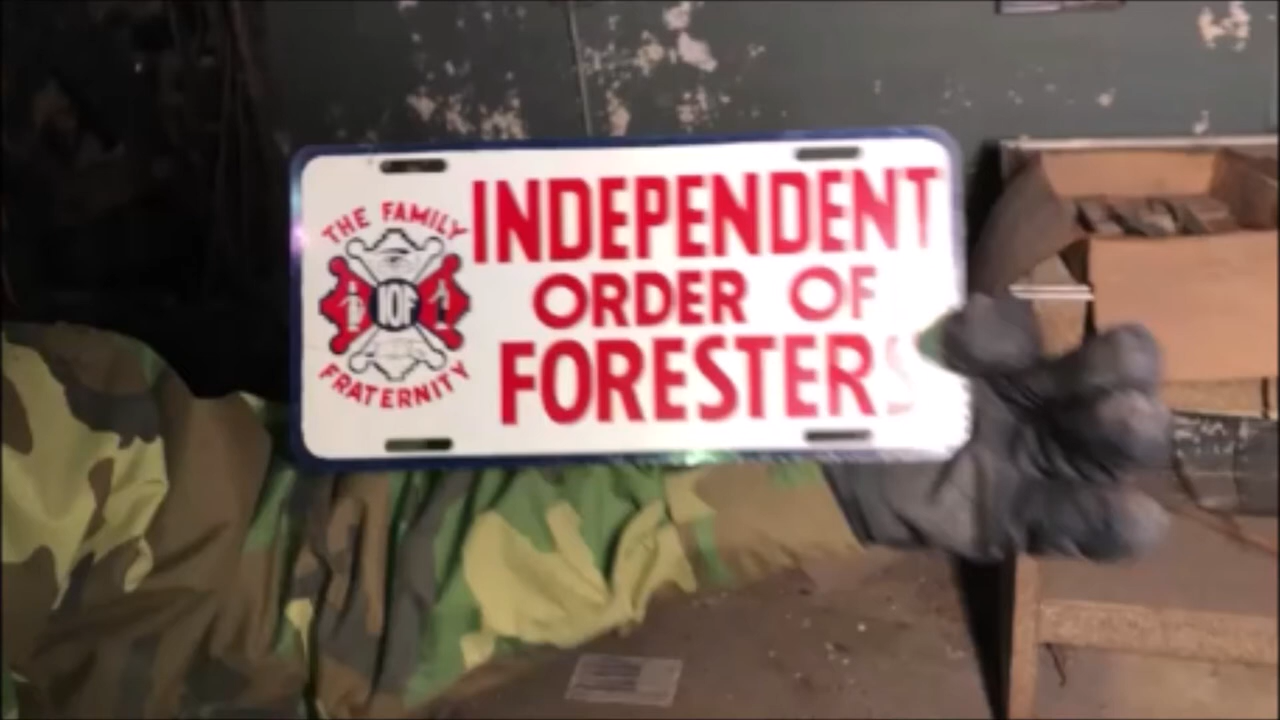 THE FAMILY
IOF
FRATERNITY
INDEPENDENT
ORDER OF
FORESTERS